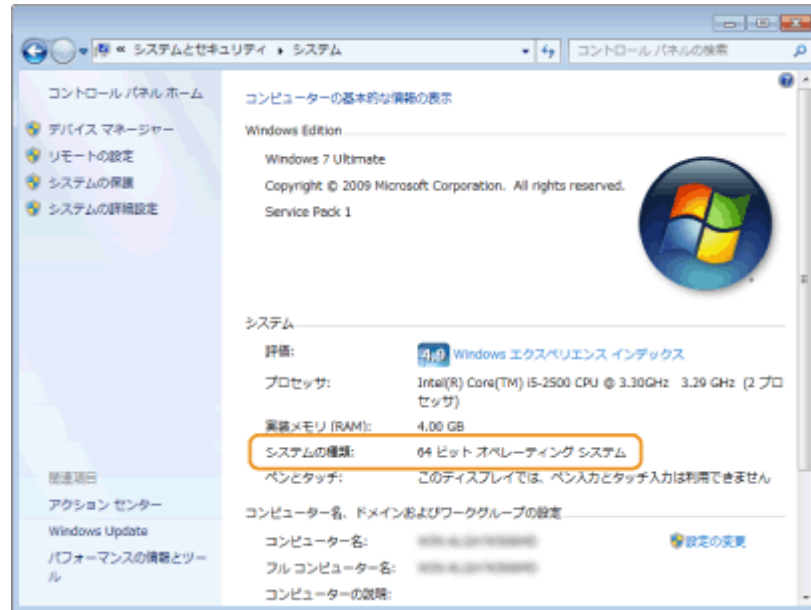 « システムとセキュリティ ▸ システム
コントロール パネルの検索
コントロール パネル ホーム
デバイス マネージャー
リモートの設定
システムの保護
システムの詳細設定
関連項目
アクション センター
Windows Update
パフォーマンスの情報とツー
ル
コンピューターの基本的な情報の表示
Windows Edition
Windows 7 Ultimate
Copyright © 2009 Microsoft Corporation. All rights reserved.
Service Pack 1
システム
評価: 4.9 Windows エクスペリエンス インデックス
プロセッサ: Intel(R) Core(TM) i5-2500 CPU @ 3.30GHz 3.29 GHz (2 プロ
セッサ)
実装メモリ (RAM): 4.00 GB
システムの種類: 64 ビット オペレーティング システム
ペンとタッチ: このディスプレイでは、ペン入力とタッチ入力は利用できません
コンピューター名、ドメインおよびワークグループの設定
コンピューター名: 設定の変更
フル コンピューター名:
コンピューターの説明: